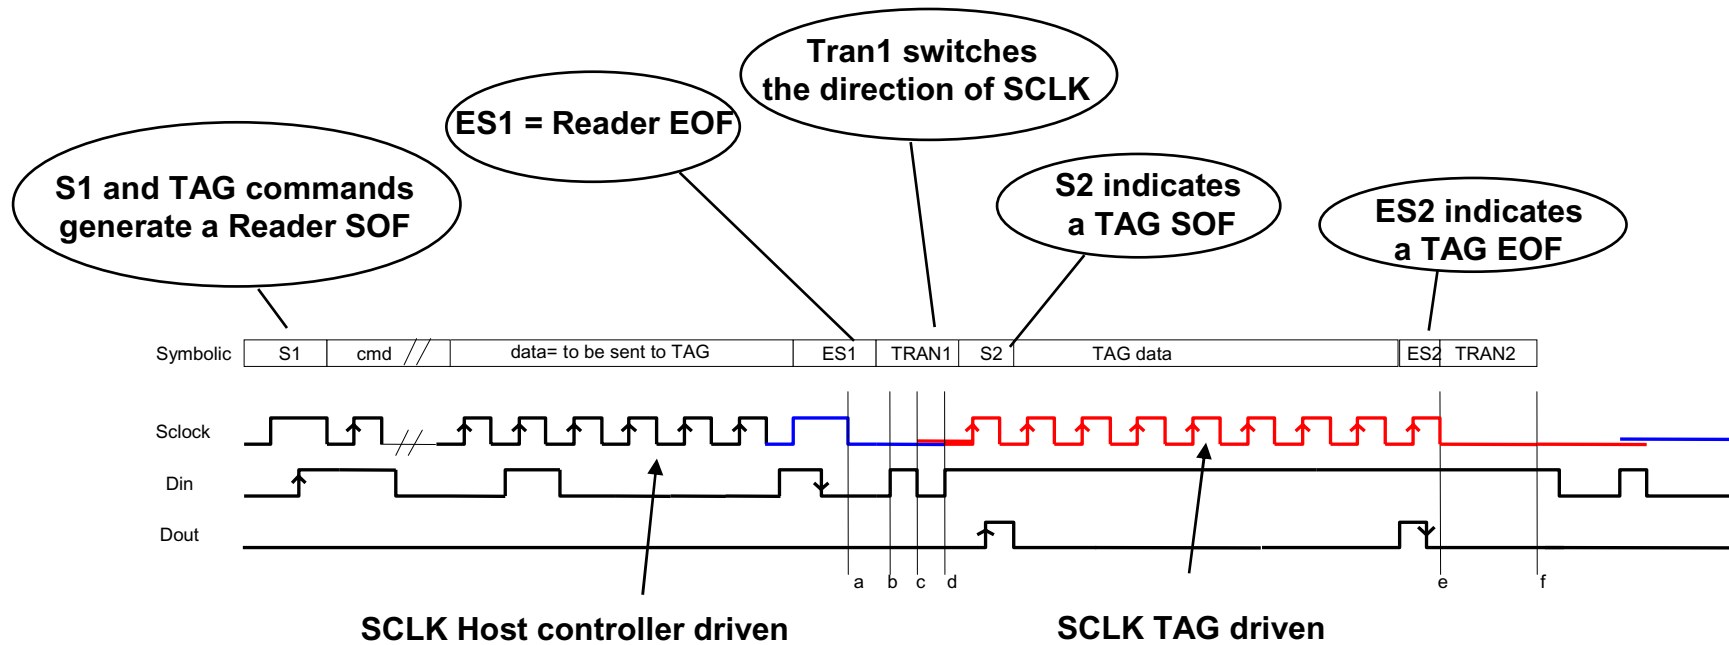 Tran1 switches
the direction of SCLK
ES1 = Reader EOF
S1 and TAG commands
generate a Reader SOF
S2 indicates
a TAG SOF
ES2 indicates
a TAG EOF
Symbolic S1 cmd // data= to be sent to TAG ES1 TRAN1 S2 TAG data ES2 TRAN2
Sclock //
Din
Dout
a b c d e f
SCLK Host controller driven
SCLK TAG driven